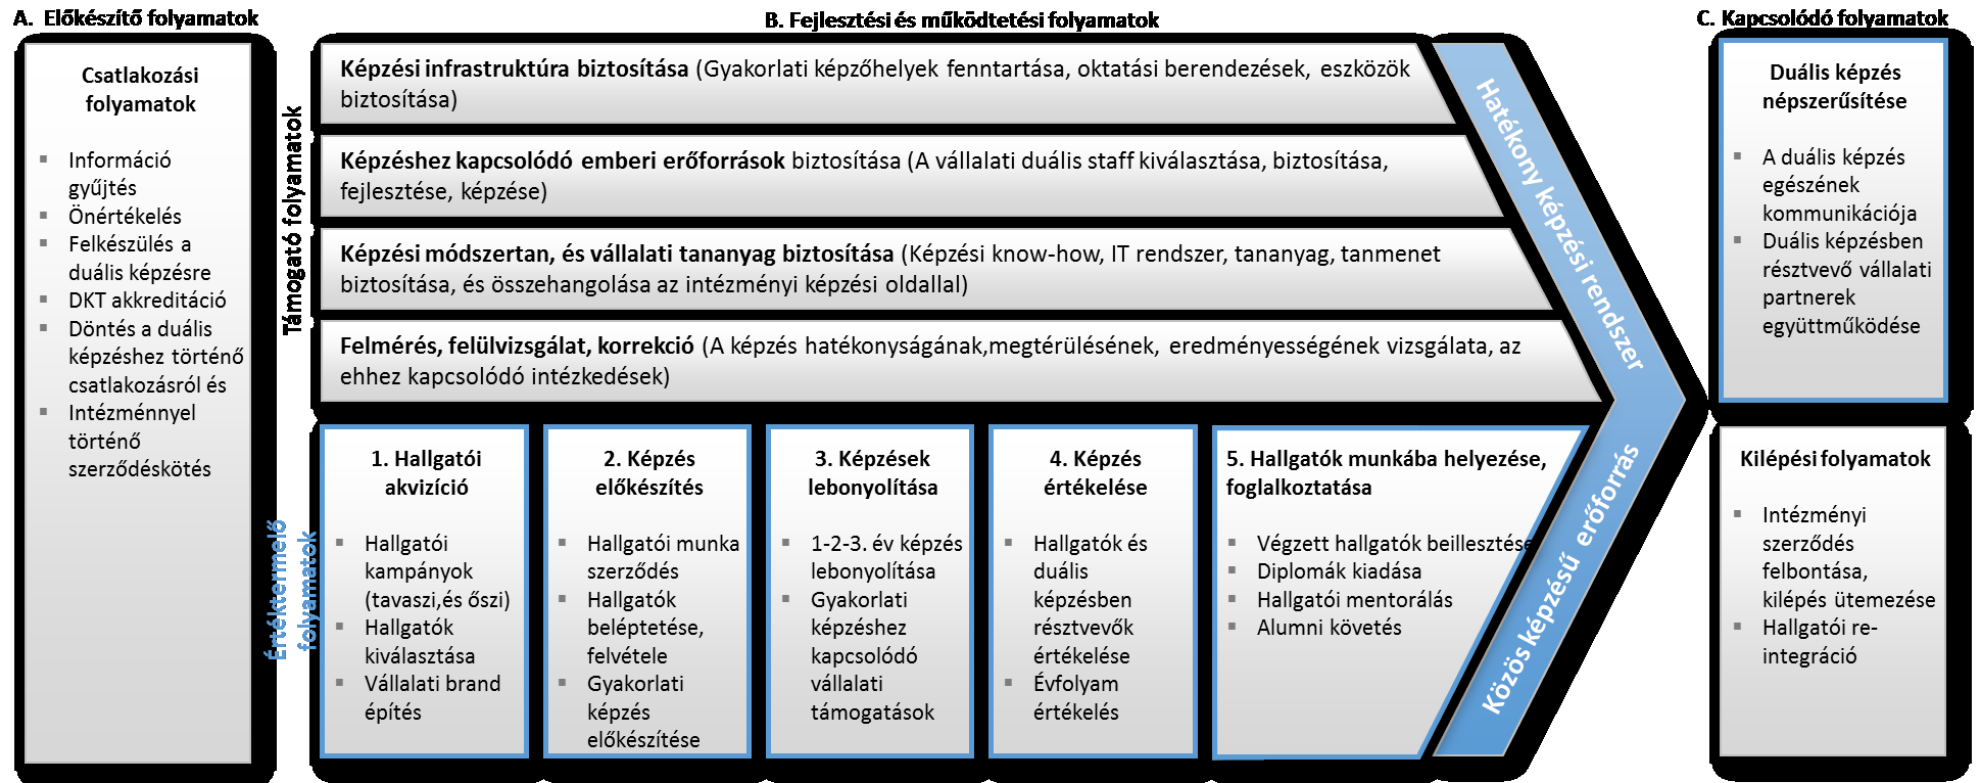 A.  Előkészítő folyamatok
Csatlakozási
folyamatok
▪ Információ
gyűjtés
▪ Önértékelés
▪ Felkészülés a
duális képzésre
▪ DKT akkreditáció
▪ Döntés a duális
képzéshez történő
csatlakozásról és
▪ Intézménnyel
történő
szerződéskötés
B. Fejlesztési és működtetési folyamatok
Támogató folyamatok
Képzési infrastruktúra biztosítása (Gyakorlati képzőhelyek fenntartása, oktatási berendezések, eszközök
biztosítása)
Képzéshez kapcsolódó emberi erőforrások biztosítása (A vállalati duális staff kiválasztása, biztosítása,
fejlesztése, képzése)
Képzési módszertan, és vállalati tananyag biztosítása (Képzési know-how, IT rendszer, tananyag, tanmenet
biztosítása, és összehangolása az intézményi képzési oldallal)
Felmérés, felülvizsgálat, korrekció (A képzés hatékonyságának,megtérülésének, eredményességének vizsgálata, az
ehhez kapcsolódó intézkedések)
Értéktermelő
folyamatok
1. Hallgatói
akvizíció
▪ Hallgatói
kampányok
(tavaszi,és őszi)
▪ Hallgatók
kiválasztása
▪ Vállalati brand
építés
2. Képzés
előkészítés
▪ Hallgatói munka
szerződés
▪ Hallgatók
beléptetése,
felvétele
▪ Gyakorlati
képzés
előkészítése
3. Képzések
lebonyolítása
▪ 1-2-3. év képzés
lebonyolítása
▪ Gyakorlati
képzéshez
kapcsolódó
vállalati
támogatások
4. Képzés
értékelése
▪ Hallgatók és
duális
képzésben
résztvevők
értékelése
▪ Évfolyam
értékelés
5. Hallgatók munkába helyezése,
foglalkoztatása
▪ Végzett hallgatók beillesztése
▪ Diplomák kiadása
▪ Hallgatói mentorálás
▪ Alumni követés
Hatékony képzési rendszer
Közös képzésű erőforrás
C. Kapcsolódó folyamatok
Duális képzés
népszerűsítése
▪ A duális képzés
egészének
kommunikációja
▪ Duális képzésben
résztvevő vállalati
partnerek
együttműködése
Kilépési folyamatok
▪ Intézményi
szerződés
felbontása,
kilépés ütemezése
▪ Hallgatói re-
integráció